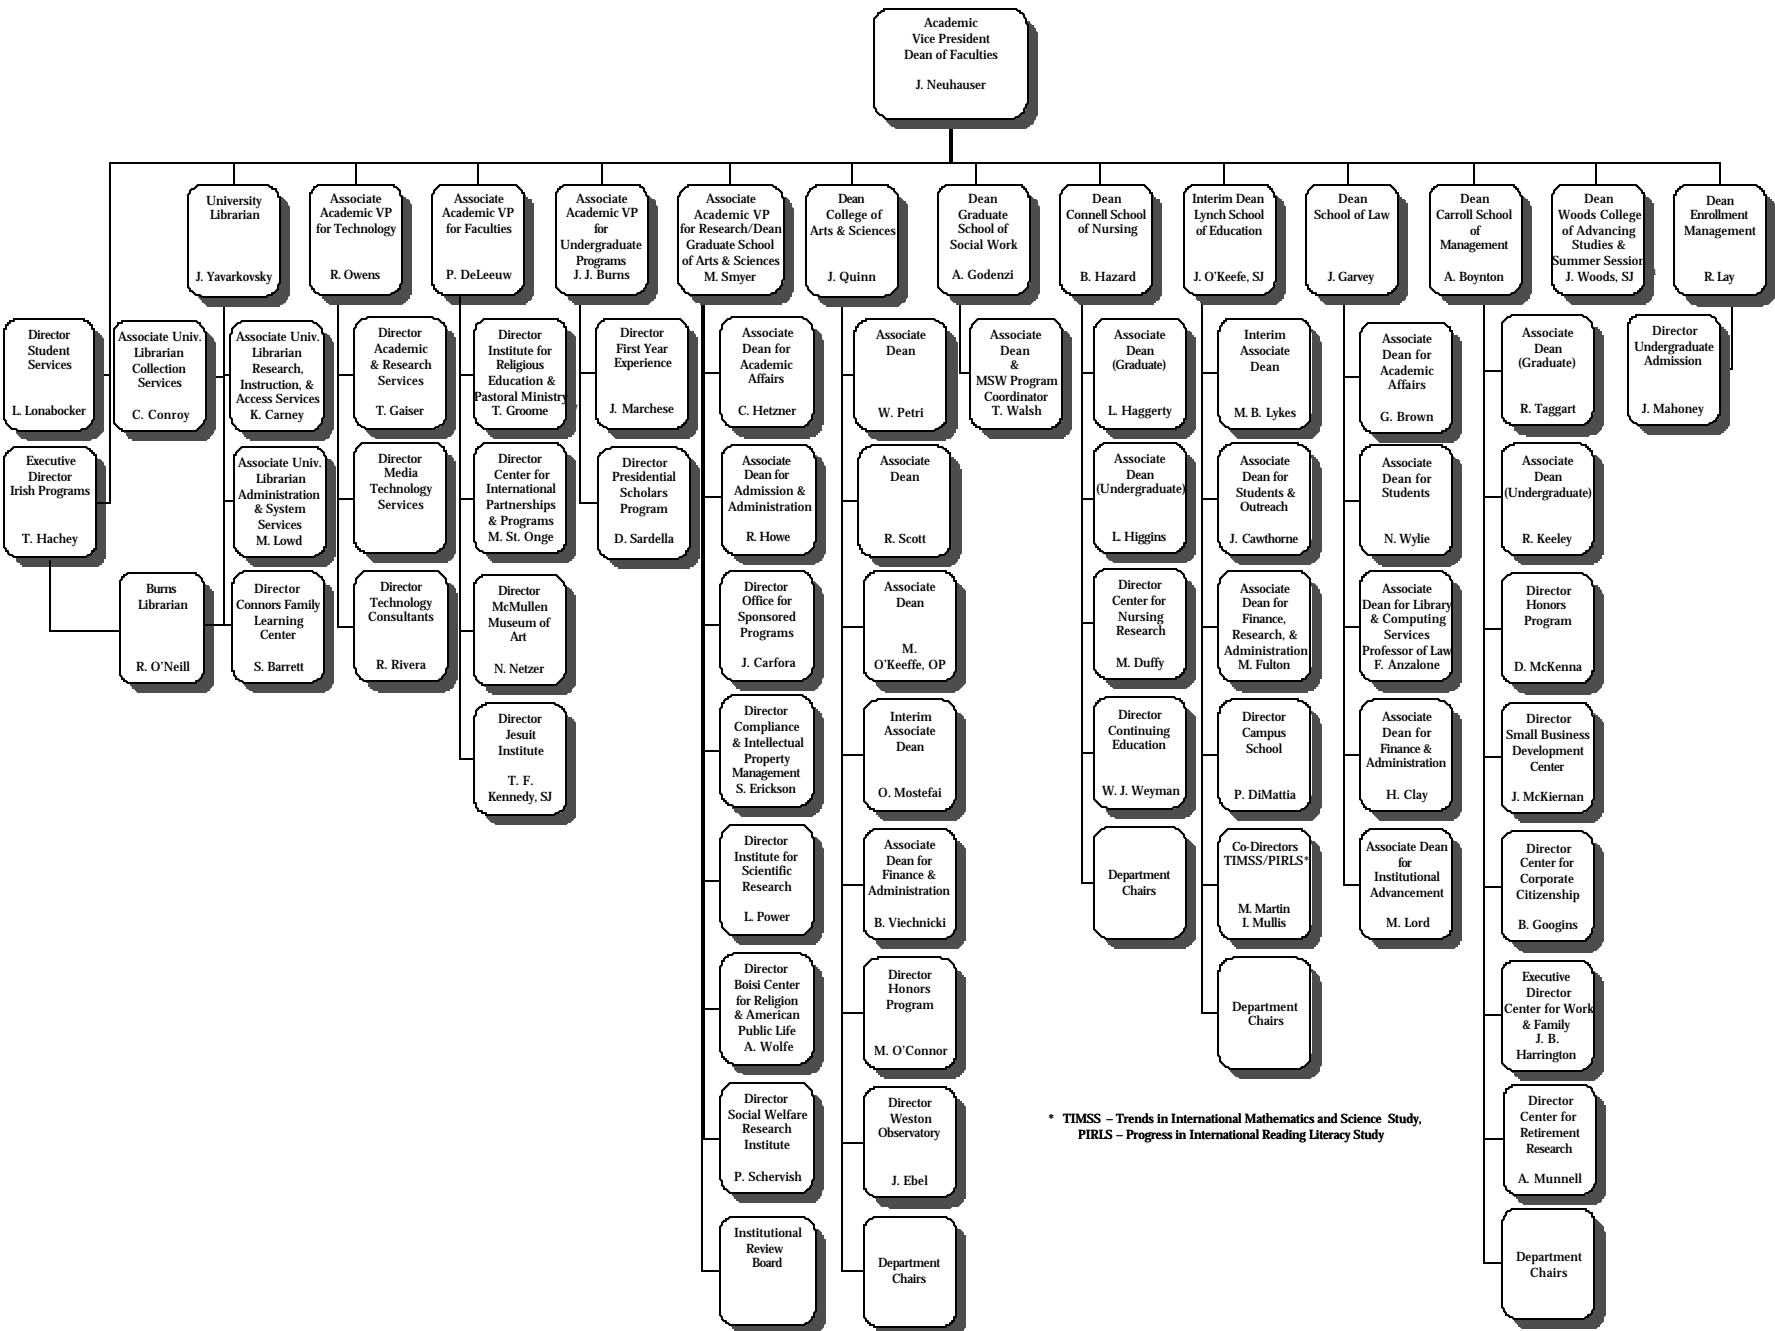 Academic
Vice President
Dean of Faculties
J. Neuhauser
University
Librarian
J. Yavarkovsky
Associate
Academic VP
for Technology
R. Owens
Associate
Academic VP
for Faculties
P. DeLeeuw
Associate
Academic VP
for
Undergraduate
Programs
J. J. Burns
Associate
Academic VP
for Research/Dean
Graduate School
of Arts & Sciences
M. Smyer
Dean
College of
Arts & Sciences
J. Quinn
Dean
Graduate
School of
Social Work
A. Godenzi
Dean
Connell School
of Nursing
B. Hazard
Interim Dean
Lynch School
of Education
J. O'Keefe, SJ
Dean
School of Law
J. Garvey
Dean
Carroll School
of
Management
A. Boynton
Dean
Woods College
of Advancing
Studies &
Summer Session
J. Woods, SJ
Dean
Enrollment
Management
R. Lay
Director
Student
Services
L. Lonabocker
Associate Univ.
Librarian
Collection
Services
C. Conroy
Associate Univ.
Librarian
Research,
Instruction, &
Access Services
K. Carney
Director
Academic
& Research
Services
T. Gaiser
Director
Institute for
Religious
Education &
Pastoral Ministry
T. Groome
Director
First Year
Experience
J. Marchese
Associate
Dean for
Academic
Affairs
C. Hetzner
Associate
Dean
W. Petri
Associate
Dean
&
MSW Program
Coordinator
T. Walsh
Associate
Dean
(Graduate)
L. Haggerty
Interim
Associate
Dean
M. B. Lykes
Associate
Dean for
Academic
Affairs
G. Brown
Associate
Dean
(Graduate)
R. Taggart
Director
Undergraduate
Admission
J. Mahoney
Executive
Director
Irish Programs
T. Hachey
Associate Univ.
Librarian
Administration
& System
Services
M. Lowd
Director
Media
Technology
Services
Director
Center for
International
Partnerships
& Programs
M. St. Onge
Director
Presidential
Scholars
Program
D. Sardella
Associate
Dean for
Admission &
Administration
R. Howe
Associate
Dean
R. Scott
Associate
Dean
(Undergraduate)
L. Higgins
Associate
Dean for
Students &
Outreach
J. Cawthorne
Associate
Dean for
Students
N. Wylie
Associate
Dean
(Undergraduate)
R. Keeley
Burns
Librarian
R. O'Neill
Director
Connors Family
Learning
Center
S. Barrett
Director
Technology
Consultants
R. Rivera
Director
McMullen
Museum of
Art
N. Netzer
Director
Office for
Sponsored
Programs
J. Carfora
Associate
Dean
M.
O'Keeffe, OP
Director
Center for
Nursing
Research
M. Duffy
Associate
Dean for
Finance,
Research, &
Administration
M. Fulton
Associate
Dean for Library
& Computing
Services
Professor of Law
F. Anzalone
Director
Honors
Program
D. McKenna
Director
Jesuit
Institute
T. F.
Kennedy, SJ
Director
Compliance
& Intellectual
Property
Management
S. Erickson
Interim
Associate
Dean
O. Mostefai
Director
Continuing
Education
W. J. Weyman
Director
Campus
School
P. DiMattia
Associate
Dean for
Finance &
Administration
H. Clay
Director
Small Business
Development
Center
J. McKiernan
Director
Institute for
Scientific
Research
L. Power
Associate
Dean for
Finance &
Administration
B. Viechnicki
Department
Chairs
Co-Directors
TIMSS/PIRLS*
M. Martin
I. Mullis
Associate Dean
for
Institutional
Advancement
M. Lord
Director
Center for
Corporate
Citizenship
B. Googins
Director
Boisi Center
for Religion
& American
Public Life
A. Wolfe
Director
Honors
Program
M. O'Connor
Department
Chairs
Executive
Director
Center for Work
& Family
J. B.
Harrington
Director
Social Welfare
Research
Institute
P. Schervish
Director
Weston
Observatory
J. Ebel
* TIMSS – Trends in International Mathematics and Science Study,
PIRLS – Progress in International Reading Literacy Study
Director
Center for
Retirement
Research
A. Munnell
Institutional
Review
Board
Department
Chairs
Department
Chairs